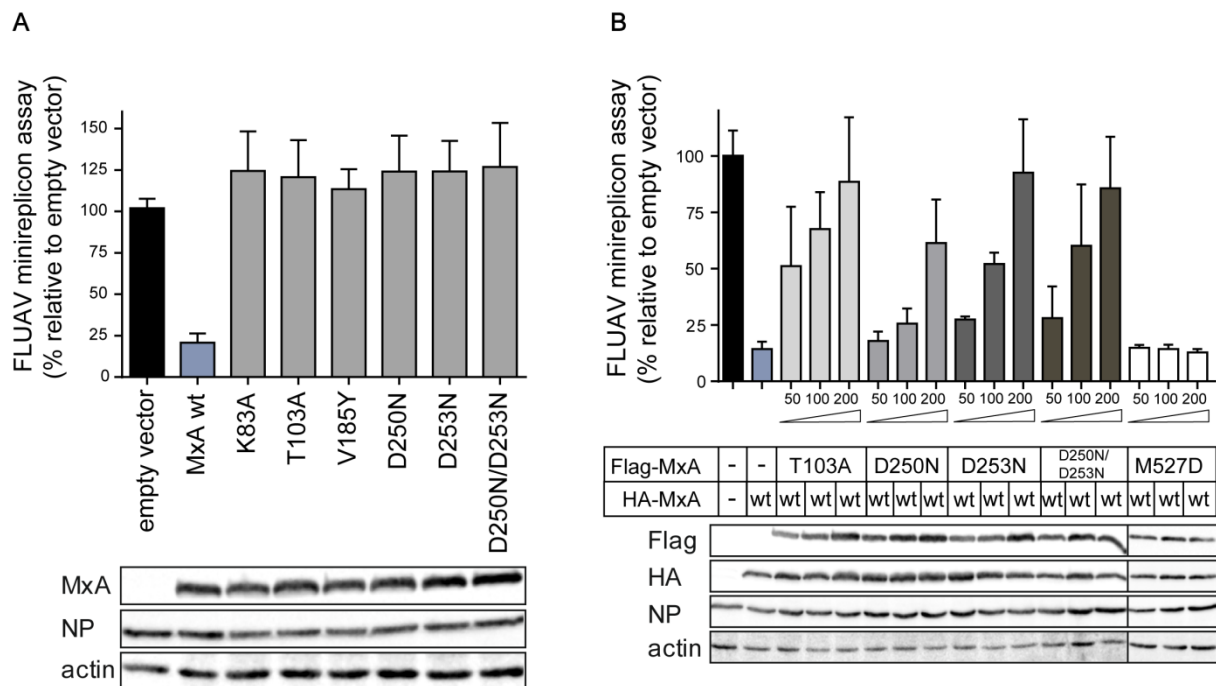 A
FLUAV minireplicon assay
(% relative to empty vector)
150
125
100
75
50
25
0
empty vector
MxA wt
K83A
T103A
V185Y
D250N
D253N
D250N/D253N
MxA
NP
actin
B
FLUAV minireplicon assay
(% relative to empty vector)
100
75
50
25
0
50 100 200 50 100 200 50 100 200 50 100 200 50 100 200
Flag-MxA - - T103A D250N D253N D250N/ D253N M527D
HA-MxA - wt wt wt wt wt wt wt wt wt wt wt wt wt wt wt wt
Flag
HA
NP
actin